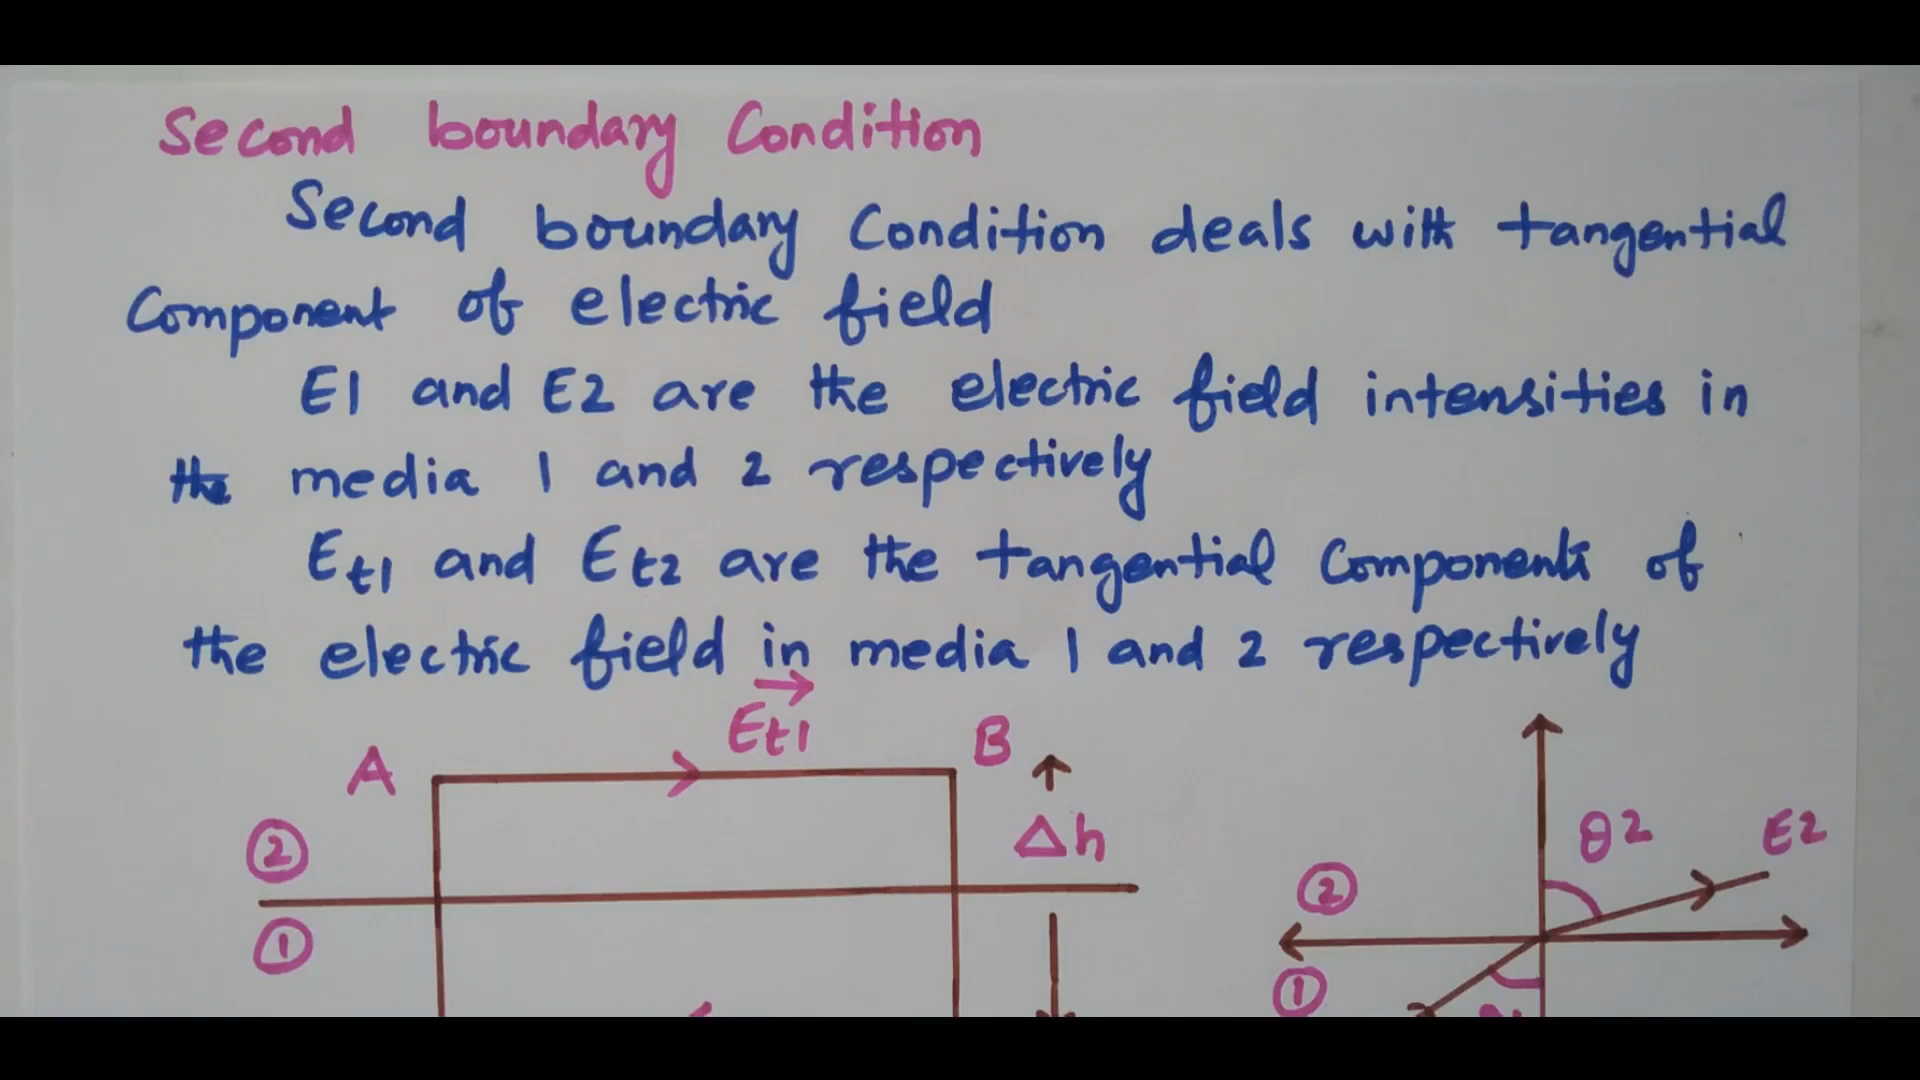 Second boundary Condition
Second boundary Condition deals with tangential
Component of electric field
E1 and E2 are the electric field intensities in
the media 1 and 2 respectively
Et1 and Et2 are the tangential Components of
the electric field in media 1 and 2 respectively
Et1
A
B
Δh
②
①
θ2
E2
②
①